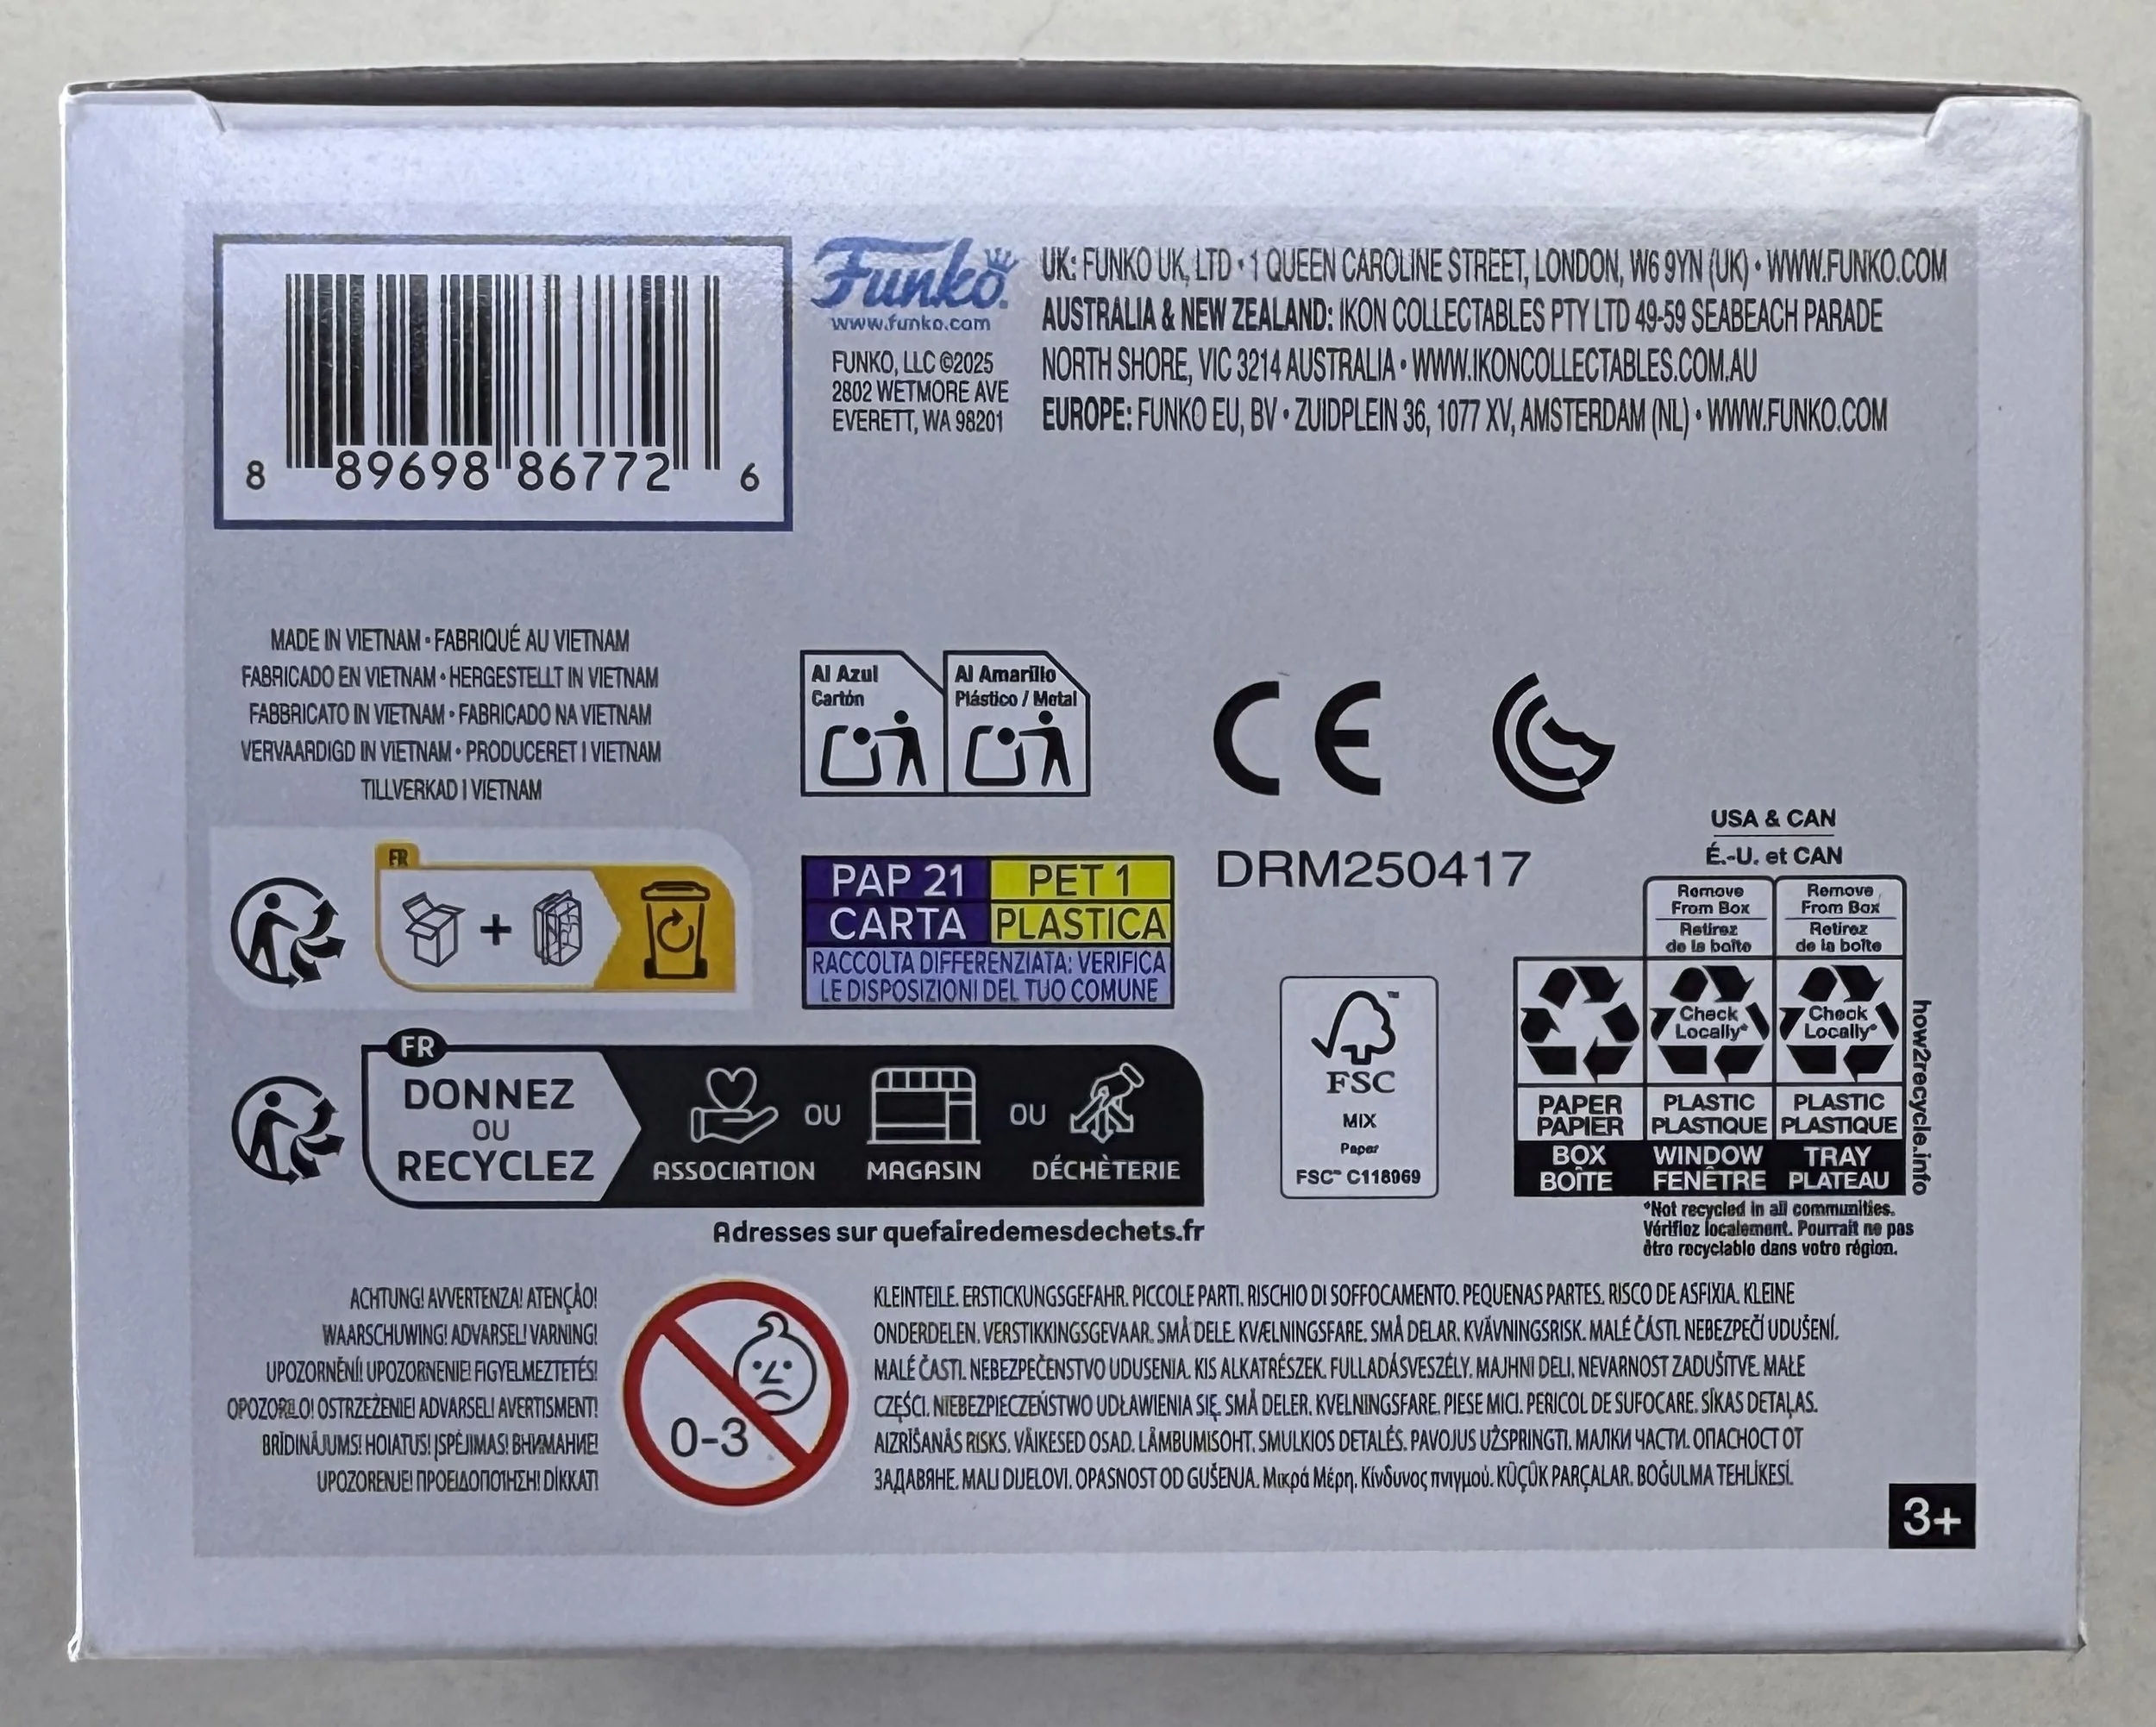 8 89698 86772 6
Funko
www.funko.com
FUNKO, LLC ©2025
2802 WETMORE AVE
EVERETT, WA 98201
UK: FUNKO UK, LTD • 1 QUEEN CAROLINE STREET, LONDON, W6 9YN (UK) • WWW.FUNKO.COM
AUSTRALIA & NEW ZEALAND: IKON COLLECTABLES PTY LTD 49-59 SEABEACH PARADE
NORTH SHORE, VIC 3214 AUSTRALIA • WWW.IKONCOLLECTABLES.COM.AU
EUROPE: FUNKO EU, BV • ZUIDPLEIN 36, 1077 XV, AMSTERDAM (NL) • WWW.FUNKO.COM
MADE IN VIETNAM • FABRIQUÉ AU VIETNAM
FABRICADO EN VIETNAM • HERGESTELLT IN VIETNAM
FABBRICATO IN VIETNAM • FABRICADO NA VIETNAM
VERVAARDIGD IN VIETNAM • PRODUCERET I VIETNAM
TILLVERKAD I VIETNAM
Al Azul
Cartón
Al Amarillo
Plástico / Metal
CE
FR
+
PAP 21
CARTA
PET 1
PLASTICA
RACCOLTA DIFFERENZIATA: VERIFICA
LE DISPOSIZIONI DEL TUO COMUNE
DRM250417
USA & CAN
É.-U. et CAN
Remove
From Box
Retirez
de la boîte
Remove
From Box
Retirez
de la boîte
Check
Locally*
Check
Locally*
PAPER
PAPIER
BOX
BOÎTE
PLASTIC
PLASTIQUE
WINDOW
FENÊTRE
PLASTIC
PLASTIQUE
TRAY
PLATEAU
how2recycle.info
*Not recycled in all communities.
Vérifiez localement. Pourrait ne pas
être recyclable dans votre région.
FSC
™
MIX
Paper
FSC™ C118969
FR
DONNEZ
OU
RECYCLEZ
ASSOCIATION
OU
MAGASIN
OU
DÉCHÈTERIE
Adresses sur quefairedemesdechets.fr
ACHTUNG! AVVERTENZA! ATENÇÃO!
WAARSCHUWING! ADVARSEL! VARNING!
UPOZORNĚNÍ! UPOZORNENIE! FIGYELMEZTETÉS!
OPOZORILO! OSTRZEŻENIE! ADVARSEL! AVERTISMENT!
BRĪDINĀJUMS! HOIATUS! ĮSPĖJIMAS! ВНИМАНИЕ!
UPOZORENJE! ΠΡΟΕΙΔΟΠΟΙΗΣΗ! DİKKAT!
0-3
KLEINTEILE. ERSTICKUNGSGEFAHR. PICCOLE PARTI. RISCHIO DI SOFFOCAMENTO. PEQUENAS PARTES. RISCO DE ASFIXIA. KLEINE
ONDERDELEN. VERSTIKKINGSGEVAAR. SMÅ DELE. KVÆLNINGSFARE. SMÅ DELAR. KVÄVNINGSRISK. MALÉ ČÁSTI. NEBEZPEČÍ UDUŠENÍ.
MALÉ ČASTI. NEBEZPEČENSTVO UDUSENIA. KIS ALKATRÉSZEK. FULLADÁSVESZÉLY. MAJHNI DELI, NEVARNOST ZADUŠITVE. MAŁE
CZĘŚCI. NIEBEZPIECZEŃSTWO UDŁAWIENIA SIĘ. SMÅ DELER. KVELNINGSFARE. PIESE MICI. PERICOL DE SUFOCARE. SĪKAS DETAĻAS.
AIZRĪŠANĀS RISKS. VÄIKESED OSAD. LÄMBUMISOHT. SMULKIOS DETALĖS. PAVOJUS UŽSPRINGTI. МАЛКИ ЧАСТИ. ОПАСНОСТ ОТ
ЗАДАВЯНЕ. MALI DIJELOVI. OPASNOST OD GUŠENJA. Μικρά Μέρη. Κίνδυνος πνιγμού. KÜÇÜK PARÇALAR. BOĞULMA TEHLİKESİ.
3+